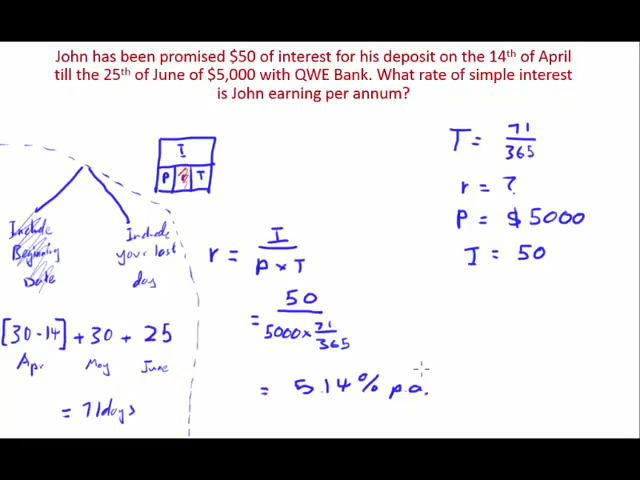 John has been promised $50 of interest for his deposit on the 14th of April
till the 25th of June of $5,000 with QWE Bank. What rate of simple interest
is John earning per annum?
I
P r T
Include
Beginning
Date
Include
your last
day
[30-14] + 30 + 25
Apr May June
= 71 days
r = I / P × T
= 50 / 5000 × 71/365
= 5.14% p.a.
T = 71/365
r = ?
P = $5000
I = 50